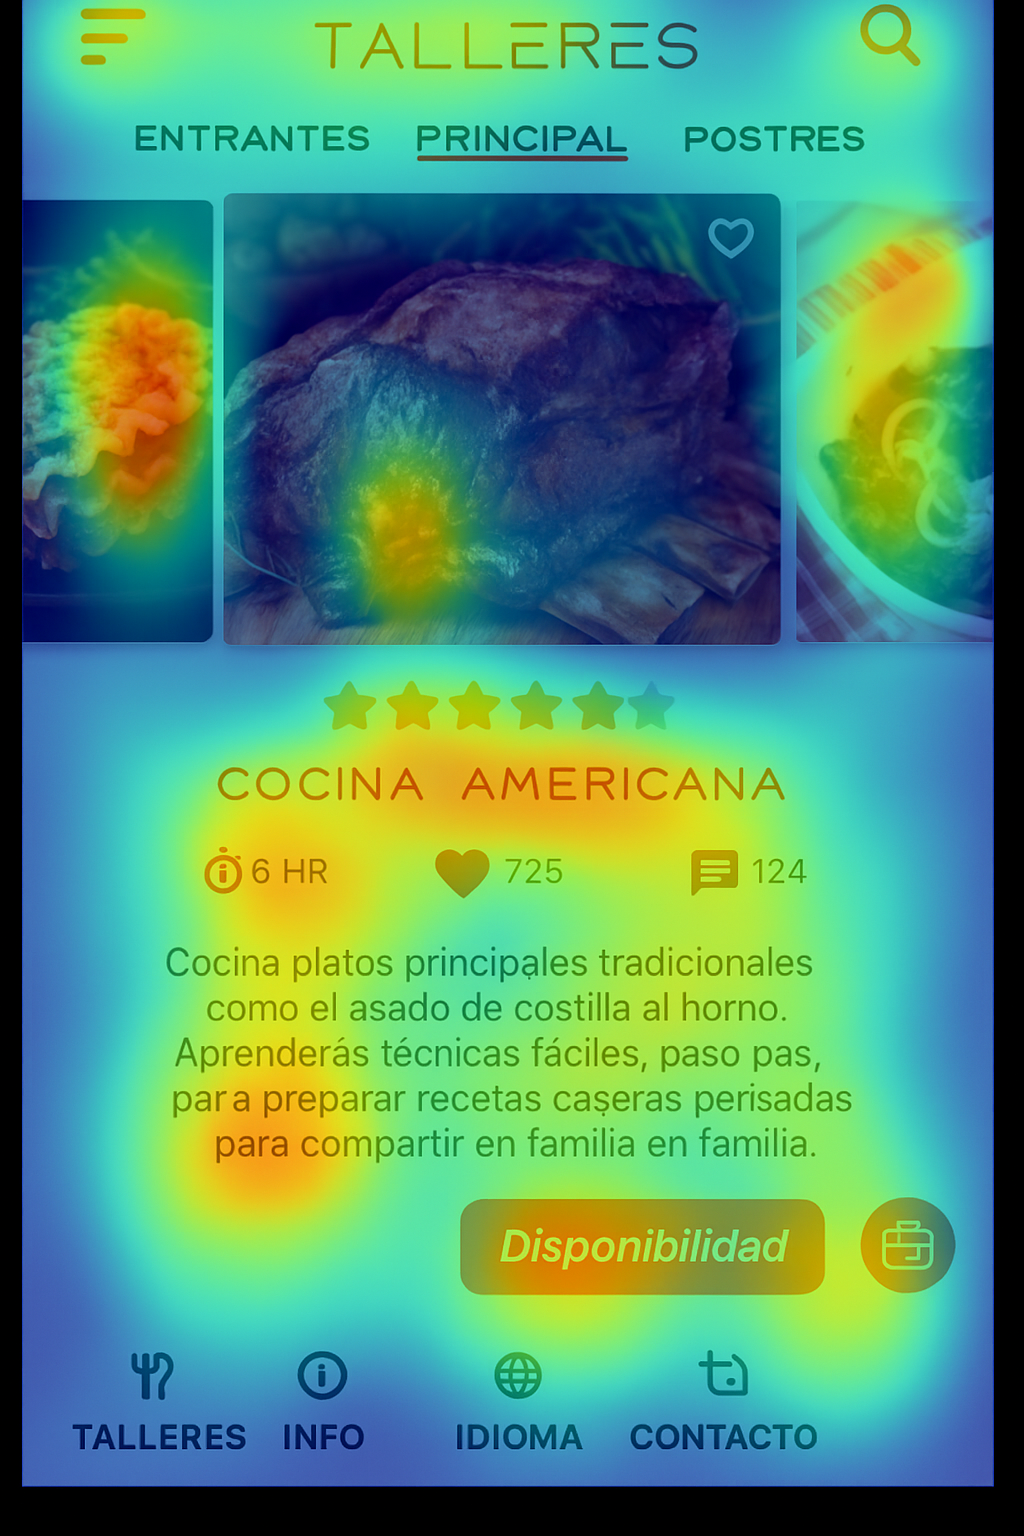 TALLERES
ENTRANTES PRINCIPAL POSTRES
COCINA AMERICANA
6 HR 725 124
Cocina platos principales tradicionales
como el asado de costilla al horno.
Aprenderás técnicas fáciles, paso pas,
para preparar recetas caseras perisadas
para compartir en familia en familia.
Disponibilidad
TALLERES INFO IDIOMA CONTACTO